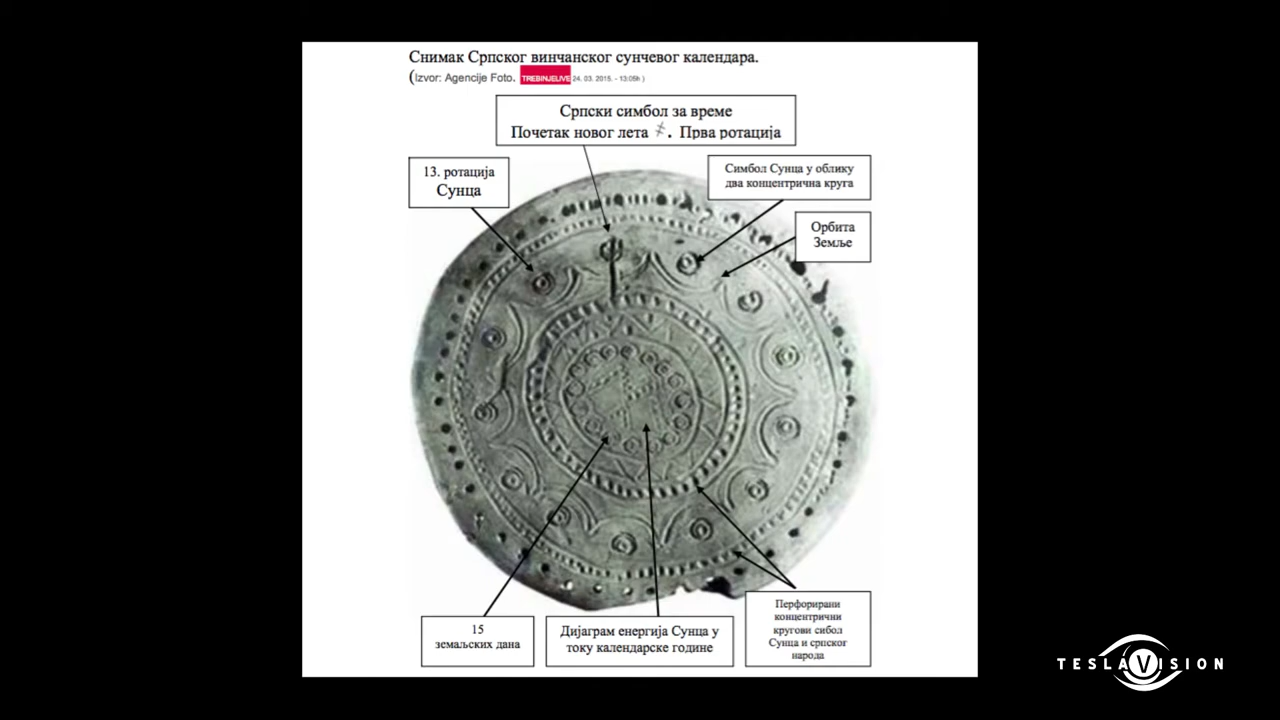 Снимак Српског винчанског сунчевог календара.
(Izvor: Agencije Foto. TREBINJELIVE 24. 03. 2015. - 13:05h )
Српски симбол за време
Почетак новог лета ‡. Прва ротација
13. ротација
Сунца
Симбол Сунца у облику
два концентрична круга
Орбита
Земље
15
земаљских дана
Дијаграм енергија Сунца у
току календарске године
Перфорирани
концентрични
кругови сибол
Сунца и српског
народа
TESLAVISION